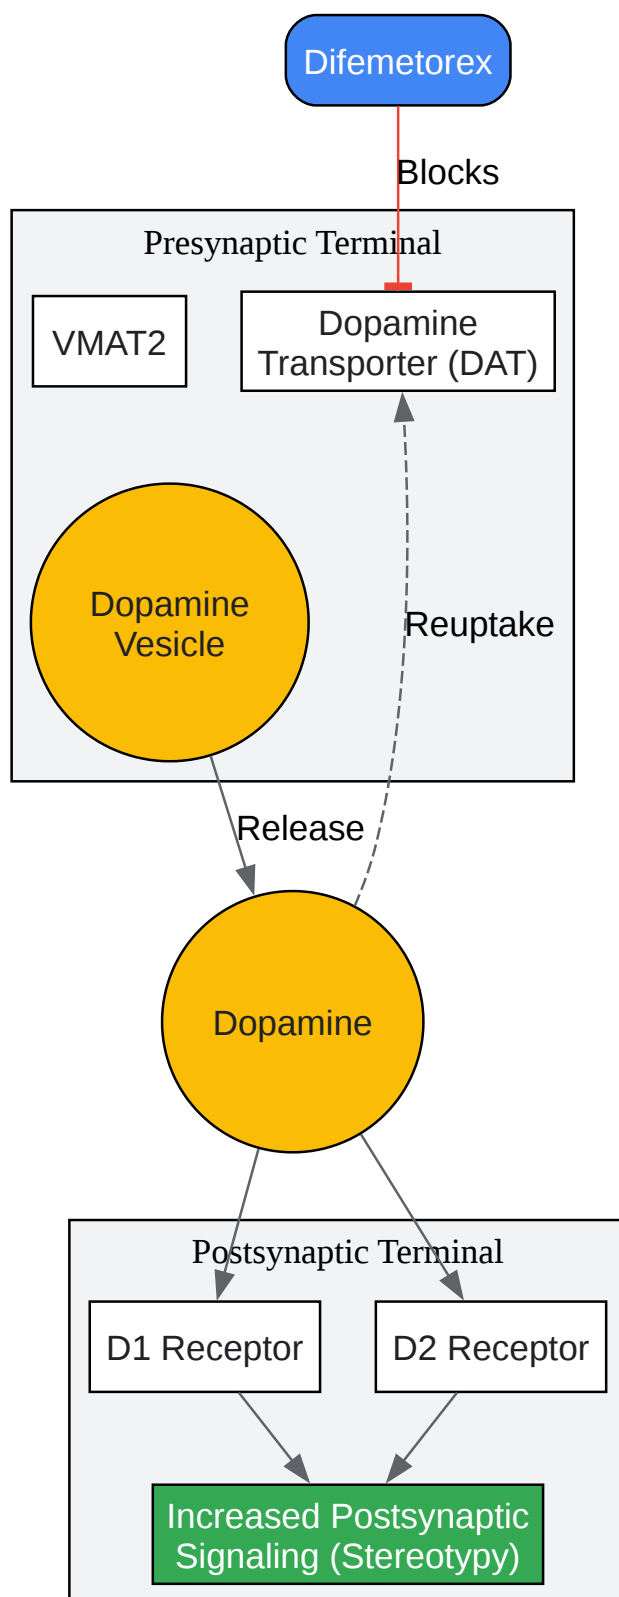 Difemetorex
Blocks
Presynaptic Terminal
VMAT2
Dopamine
Transporter (DAT)
Dopamine
Vesicle
Reuptake
Release
Dopamine
Postsynaptic Terminal
D1 Receptor
D2 Receptor
Increased Postsynaptic
Signaling (Stereotypy)